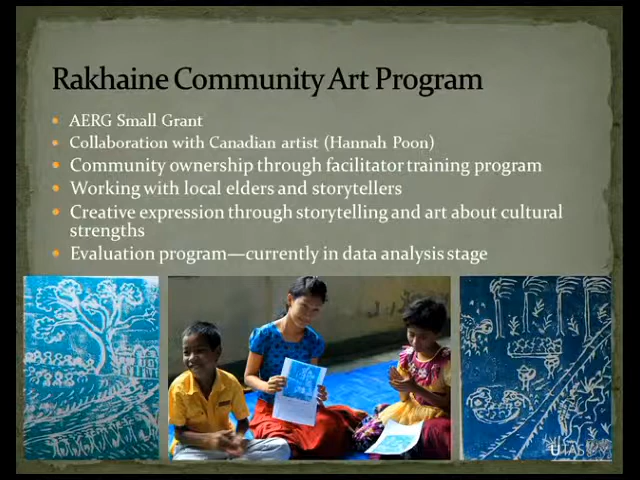 Rakhaine Community Art Program
AERG Small Grant
Collaboration with Canadian artist (Hannah Poon)
Community ownership through facilitator training program
Working with local elders and storytellers
Creative expression through storytelling and art about cultural
strengths
Evaluation program—currently in data analysis stage
UTAS